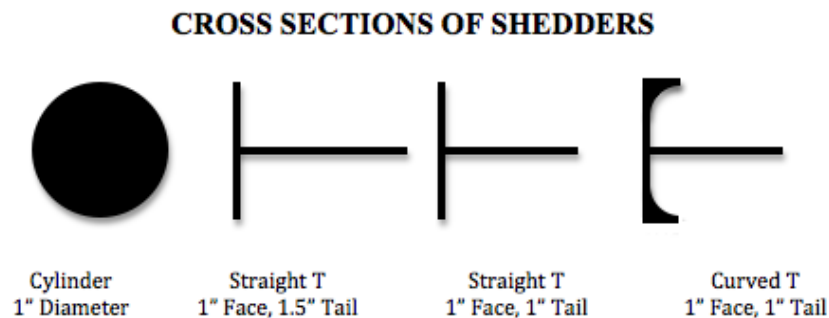 CROSS SECTIONS OF SHEDDERS
Cylinder
1” Diameter
Straight T
1” Face, 1.5” Tail
Straight T
1” Face, 1” Tail
Curved T
1” Face, 1” Tail